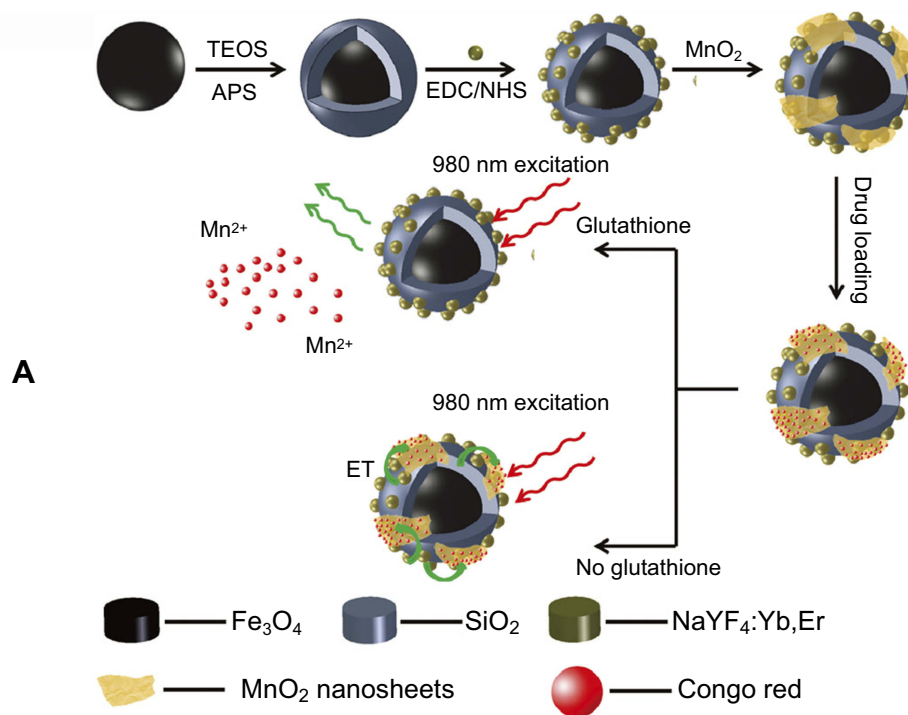 TEOS
APS
EDC/NHS
MnO₂
980 nm excitation
Drug loading
Mn²⁺
Glutathione
Mn²⁺
A
980 nm excitation
ET
No glutathione
Fe₃O₄
SiO₂
NaYF₄:Yb,Er
MnO₂ nanosheets
Congo red